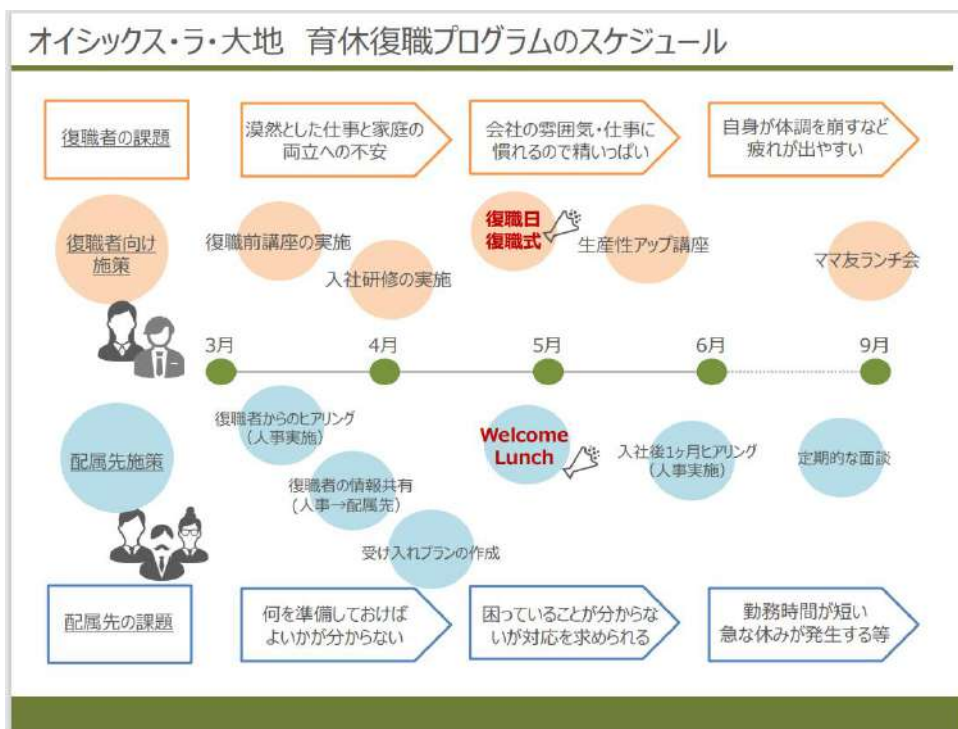 オイシックス・ラ・大地　育休復職プログラムのスケジュール
復職者の課題
漠然とした仕事と家庭の
両立への不安
会社の雰囲気・仕事に
慣れるので精いっぱい
自身が体調を崩すなど
疲れが出やすい
復職者向け
施策
復職前講座の実施
入社研修の実施
復職日
復職式
生産性アップ講座
ママ友ランチ会
3月
4月
5月
6月
9月
配属先施策
復職者からのヒアリング
（人事実施）
復職者の情報共有
（人事→配属先）
受け入れプランの作成
Welcome
Lunch
入社後1ヶ月ヒアリング
（人事実施）
定期的な面談
配属先の課題
何を準備しておけば
よいかが分からない
困っていることが分からな
いが対応を求められる
勤務時間が短い
急な休みが発生する等